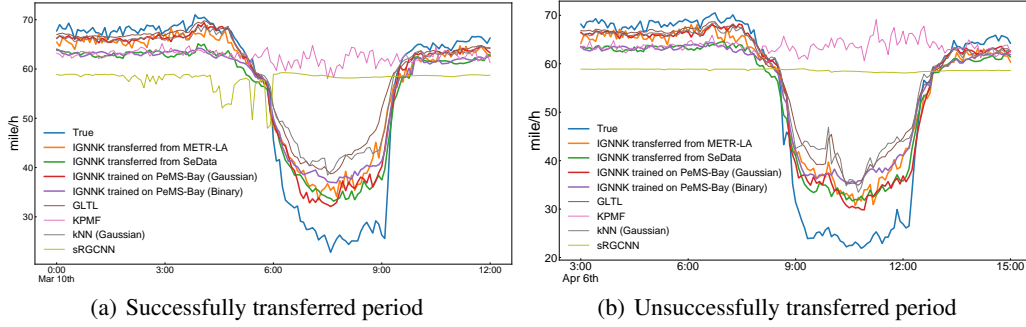 mile/h
70
60
50
40
30
True
IGNNK transferred from METR-LA
IGNNK transferred from SeData
IGNNK trained on PeMS-Bay (Gaussian)
IGNNK trained on PeMS-Bay (Binary)
GLTL
KPMF
kNN (Gaussian)
sRGCNN
0:00 3:00 6:00 9:00 12:00
Mar 10th
(a) Successfully transferred period
mile/h
70
60
50
40
30
20
True
IGNNK transferred from METR-LA
IGNNK transferred from SeData
IGNNK trained on PeMS-Bay (Gaussian)
IGNNK trained on PeMS-Bay (Binary)
GLTL
KPMF
kNN (Gaussian)
sRGCNN
3:00 6:00 9:00 12:00 15:00
Apr 6th
(b) Unsuccessfully transferred period